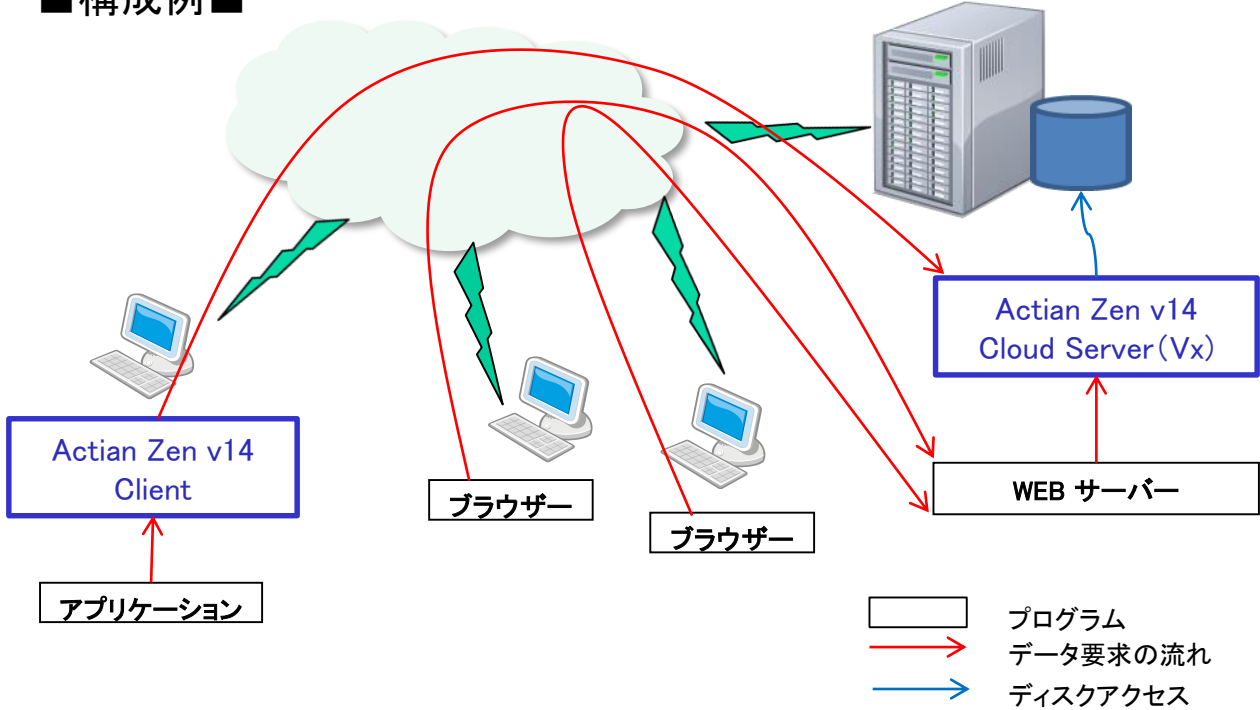 ■構成例■
Actian Zen v14
Cloud Server（Vx）
Actian Zen v14
Client
ブラウザー
WEB サーバー
ブラウザー
アプリケーション
プログラム
データ要求の流れ
ディスクアクセス